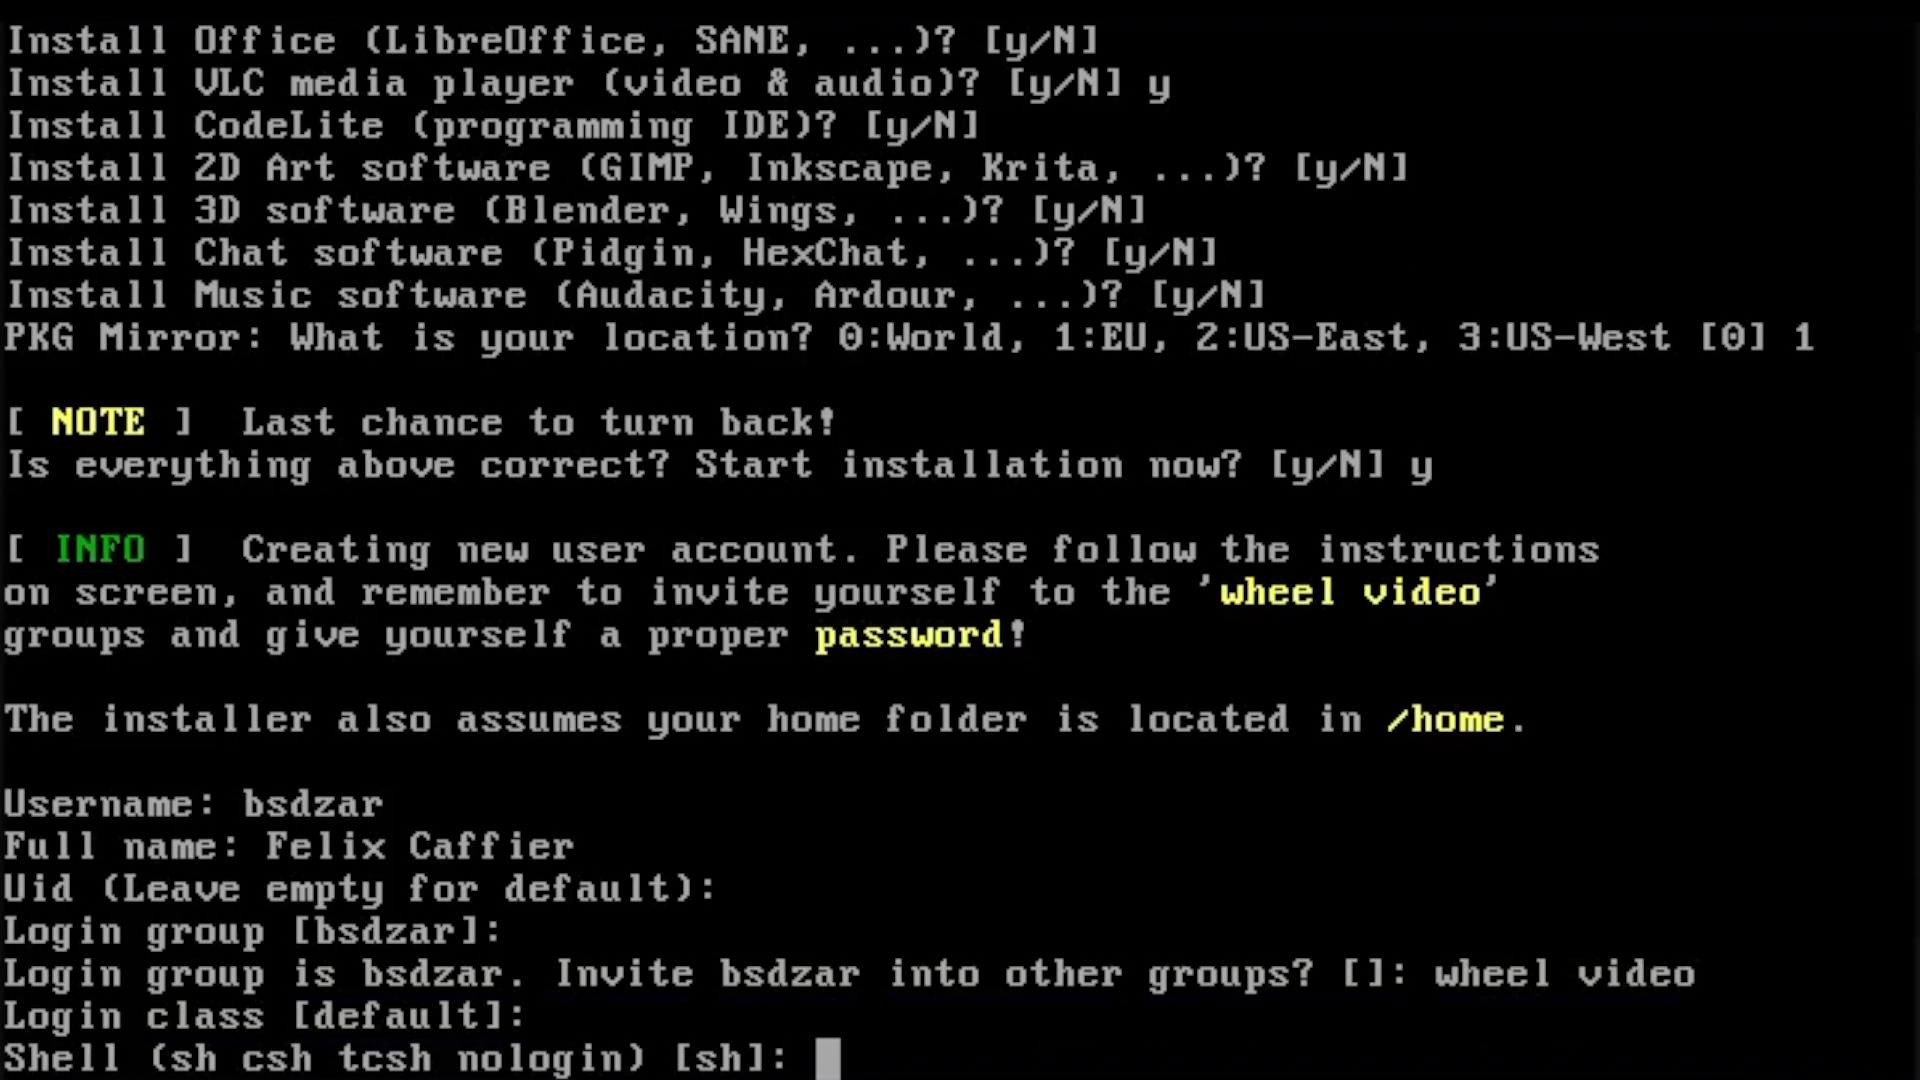 Install Office (LibreOffice, SANE, ...)? [y/N]
Install VLC media player (video & audio)? [y/N] y
Install CodeLite (programming IDE)? [y/N]
Install 2D Art software (GIMP, Inkscape, Krita, ...)? [y/N]
Install 3D software (Blender, Wings, ...)? [y/N]
Install Chat software (Pidgin, HexChat, ...)? [y/N]
Install Music software (Audacity, Ardour, ...)? [y/N]
PKG Mirror: What is your location? 0:World, 1:EU, 2:US-East, 3:US-West [0] 1
[ NOTE ]  Last chance to turn back!
Is everything above correct? Start installation now? [y/N] y
[ INFO ]  Creating new user account. Please follow the instructions
on screen, and remember to invite yourself to the 'wheel video'
groups and give yourself a proper password!
The installer also assumes your home folder is located in /home.
Username: bsdzar
Full name: Felix Caffier
Uid (Leave empty for default):
Login group [bsdzar]:
Login group is bsdzar. Invite bsdzar into other groups? []: wheel video
Login class [default]:
Shell (sh csh tcsh nologin) [sh]: